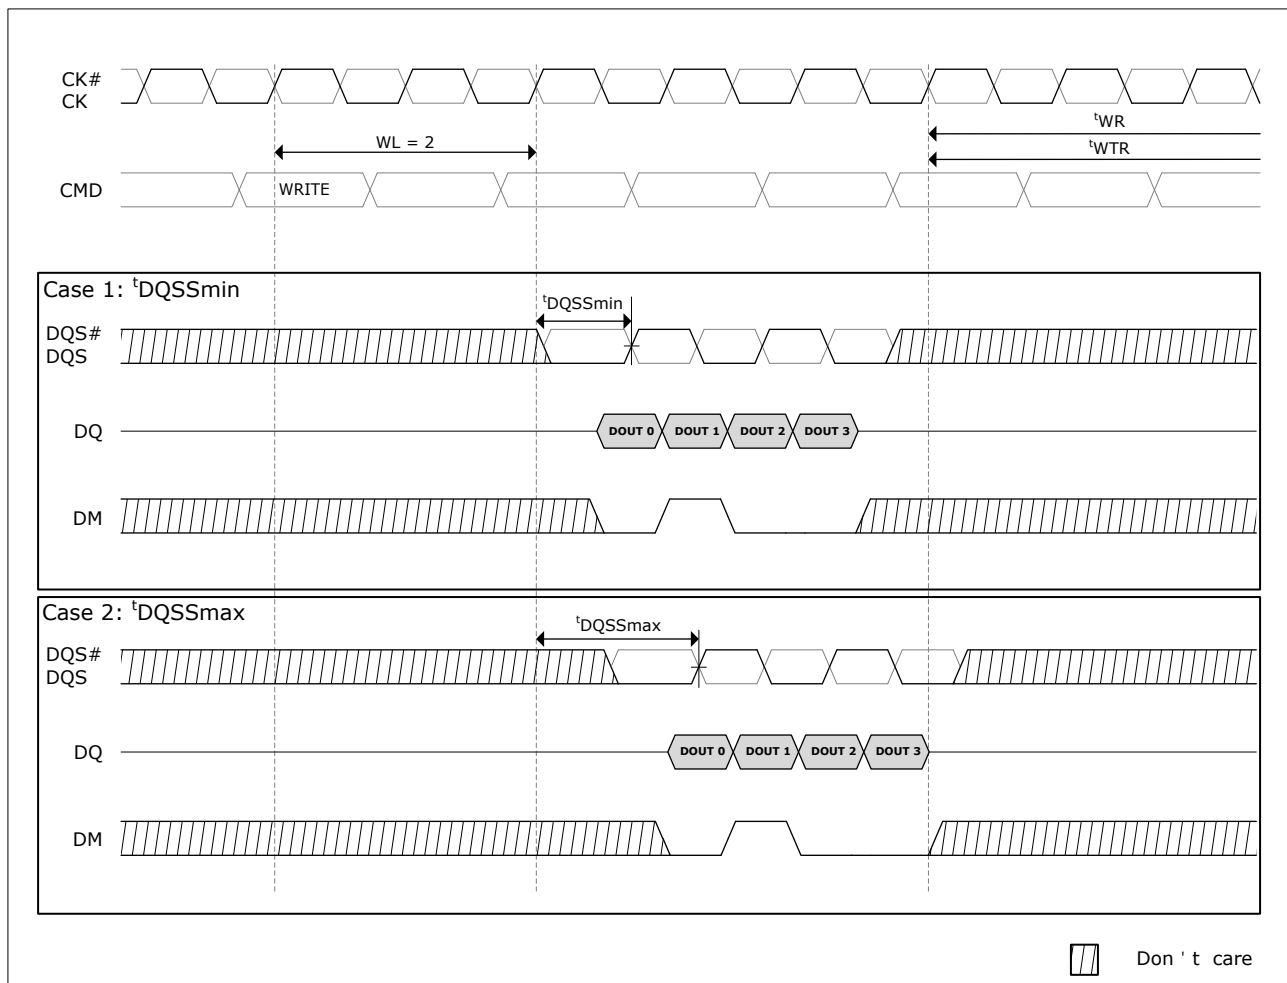 CK#
CK
tWR
WL = 2
tWTR
CMD
WRITE
Case 1: tDQSSmin
tDQSSmin
DQS#
DQS
DQ
DOUT 0 DOUT 1 DOUT 2 DOUT 3
DM
Case 2: tDQSSmax
tDQSSmax
DQS#
DQS
DQ
DOUT 0 DOUT 1 DOUT 2 DOUT 3
DM
Don ' t care